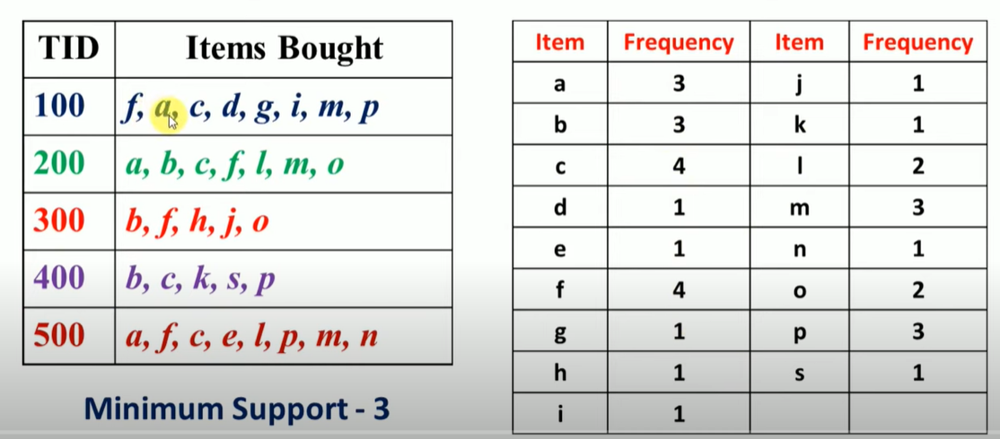 TID Items Bought
100 f, a, c, d, g, i, m, p
200 a, b, c, f, l, m, o
300 b, f, h, j, o
400 b, c, k, s, p
500 a, f, c, e, l, p, m, n
Minimum Support - 3
Item Frequency Item Frequency
a 3 j 1
b 3 k 1
c 4 l 2
d 1 m 3
e 1 n 1
f 4 o 2
g 1 p 3
h 1 s 1
i 1